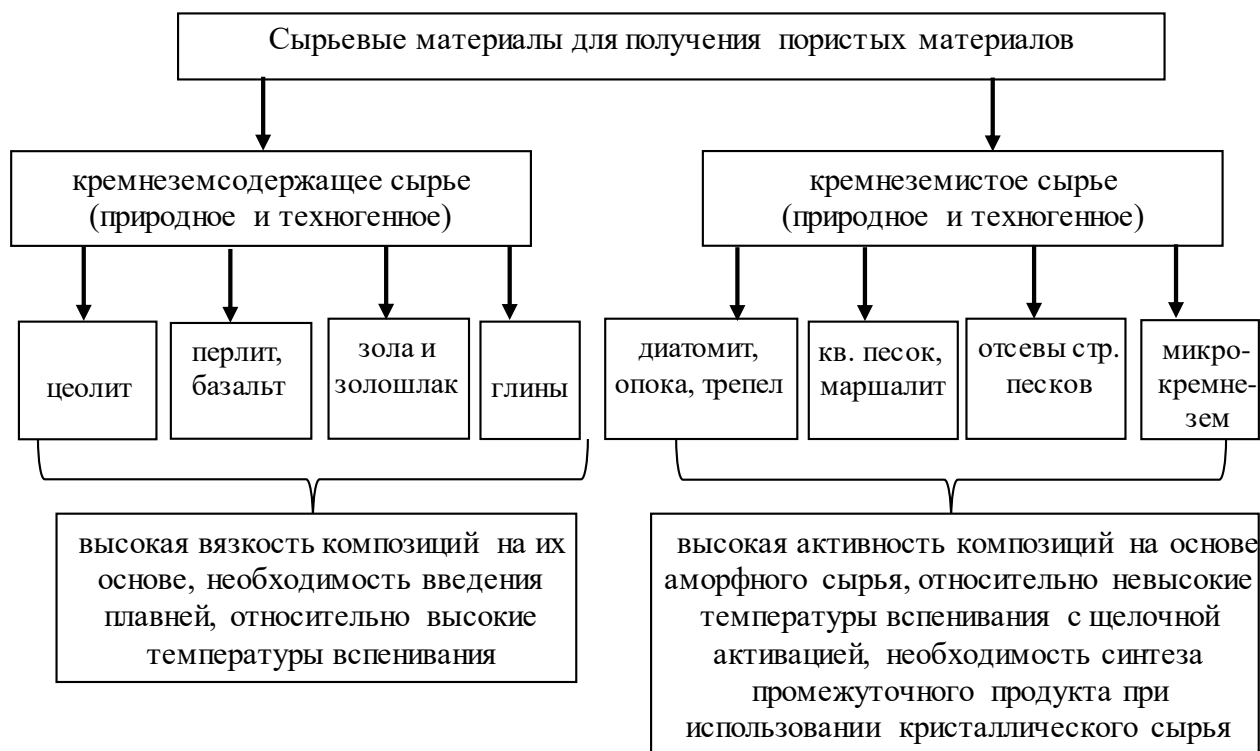 Сырьевые материалы для получения пористых материалов
кремнеземсодержащее сырье
(природное и техногенное)
кремнеземистое сырье
(природное и техногенное)
цеолит
перлит,
базальт
зола и
золошлак
глины
диатомит,
опока, трепел
кв. песок,
маршалит
отсевы стр.
песков
микро-
кремне-
зем
высокая вязкость композиций на их
основе, необходимость введения
плавней, относительно высокие
температуры вспенивания
высокая активность композиций на основе
аморфного сырья, относительно невысокие
температуры вспенивания с щелочной
активацией, необходимость синтеза
промежуточного продукта при
использовании кристаллического сырья